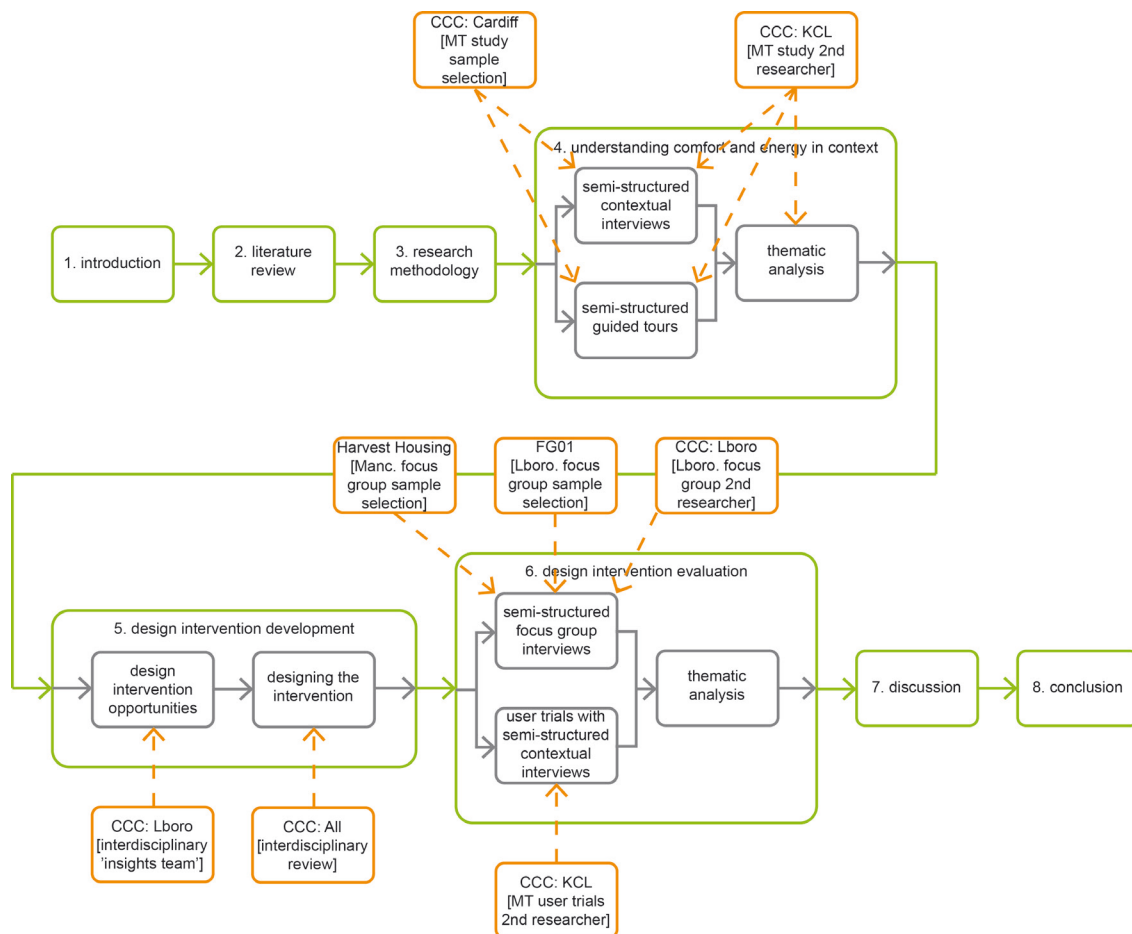 CCC: Cardiff
[MT study
sample
selection]
CCC: KCL
[MT study 2nd
researcher]
4. understanding comfort and energy in context
semi-structured
contextual
interviews
1. introduction
2. literature
review
3. research
methodology
thematic
analysis
semi-structured
guided tours
Harvest Housing
[Manc. focus
group sample
selection]
FG01
[Lboro. focus
group sample
selection]
CCC: Lboro
[Lboro. focus
group 2nd
researcher]
6. design intervention evaluation
semi-structured
focus group
interviews
5. design intervention development
design
intervention
opportunities
designing the
intervention
thematic
analysis
7. discussion
8. conclusion
user trials with
semi-structured
contextual
interviews
CCC: Lboro
[interdisciplinary
'insights team']
CCC: All
[interdisciplinary
review]
CCC: KCL
[MT user trials
2nd researcher]